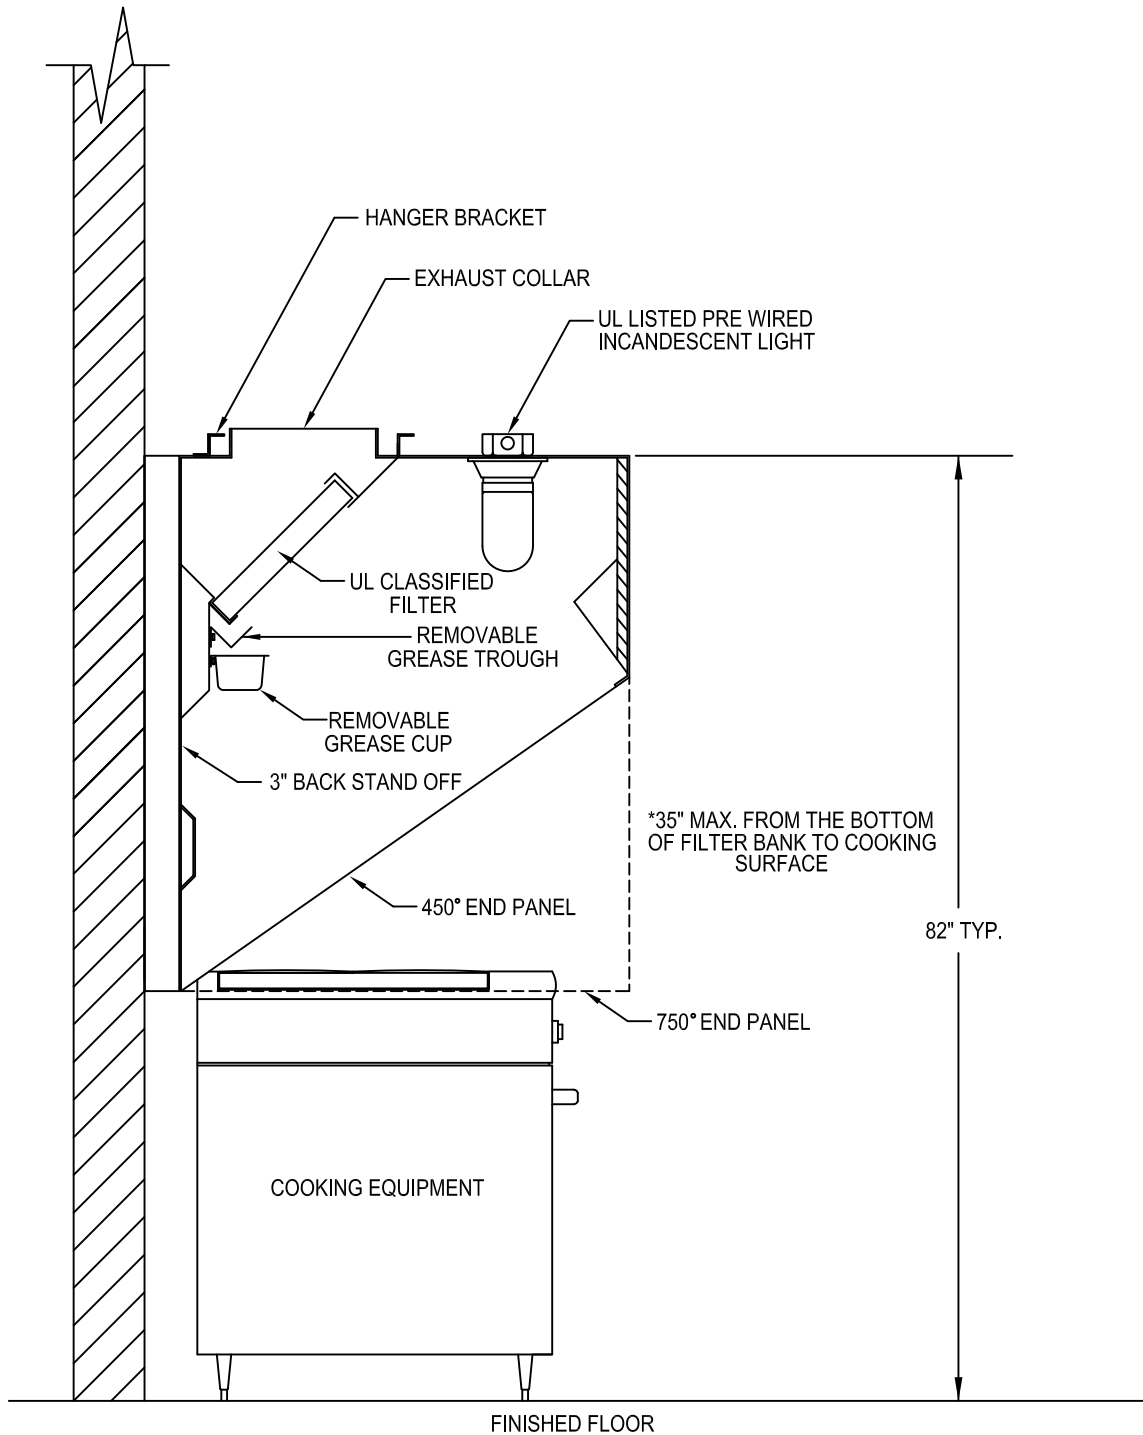 HANGER BRACKET
EXHAUST COLLAR
UL LISTED PRE WIRED
INCANDESCENT LIGHT
UL CLASSIFIED
FILTER
REMOVABLE
GREASE TROUGH
REMOVABLE
GREASE CUP
3" BACK STAND OFF
*35" MAX. FROM THE BOTTOM
OF FILTER BANK TO COOKING
SURFACE
450° END PANEL
82" TYP.
750° END PANEL
COOKING EQUIPMENT
FINISHED FLOOR